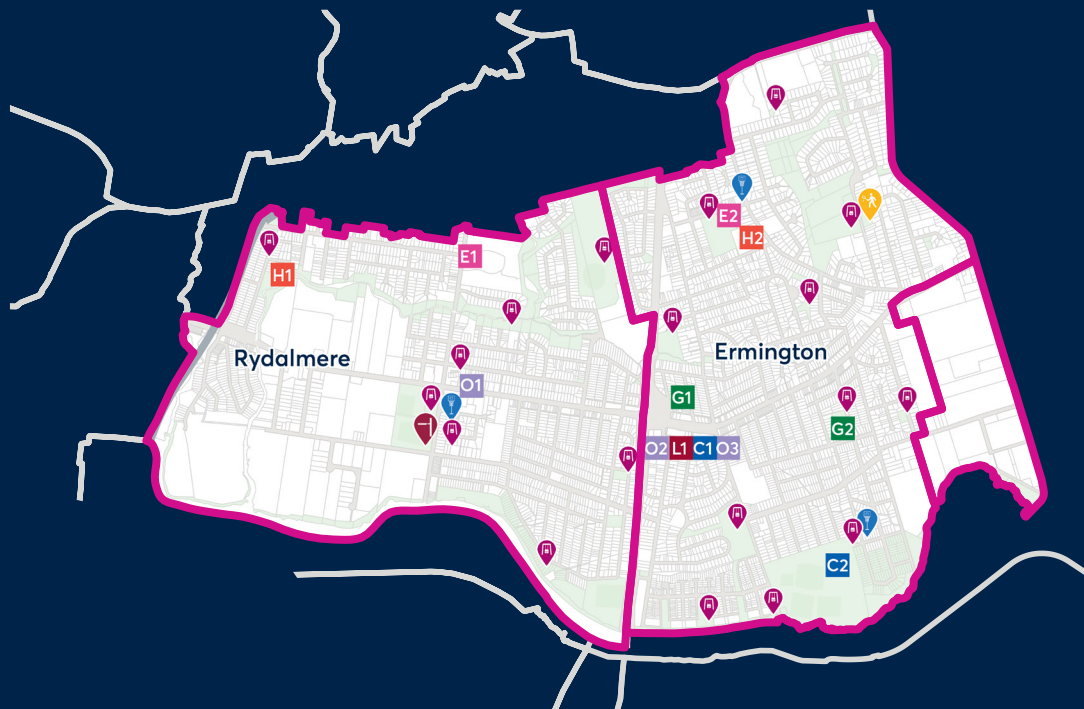 E2
H2
E1
H1
Rydalmere
Ermington
O1
G1
G2
O2 L1 C1 O3
C2